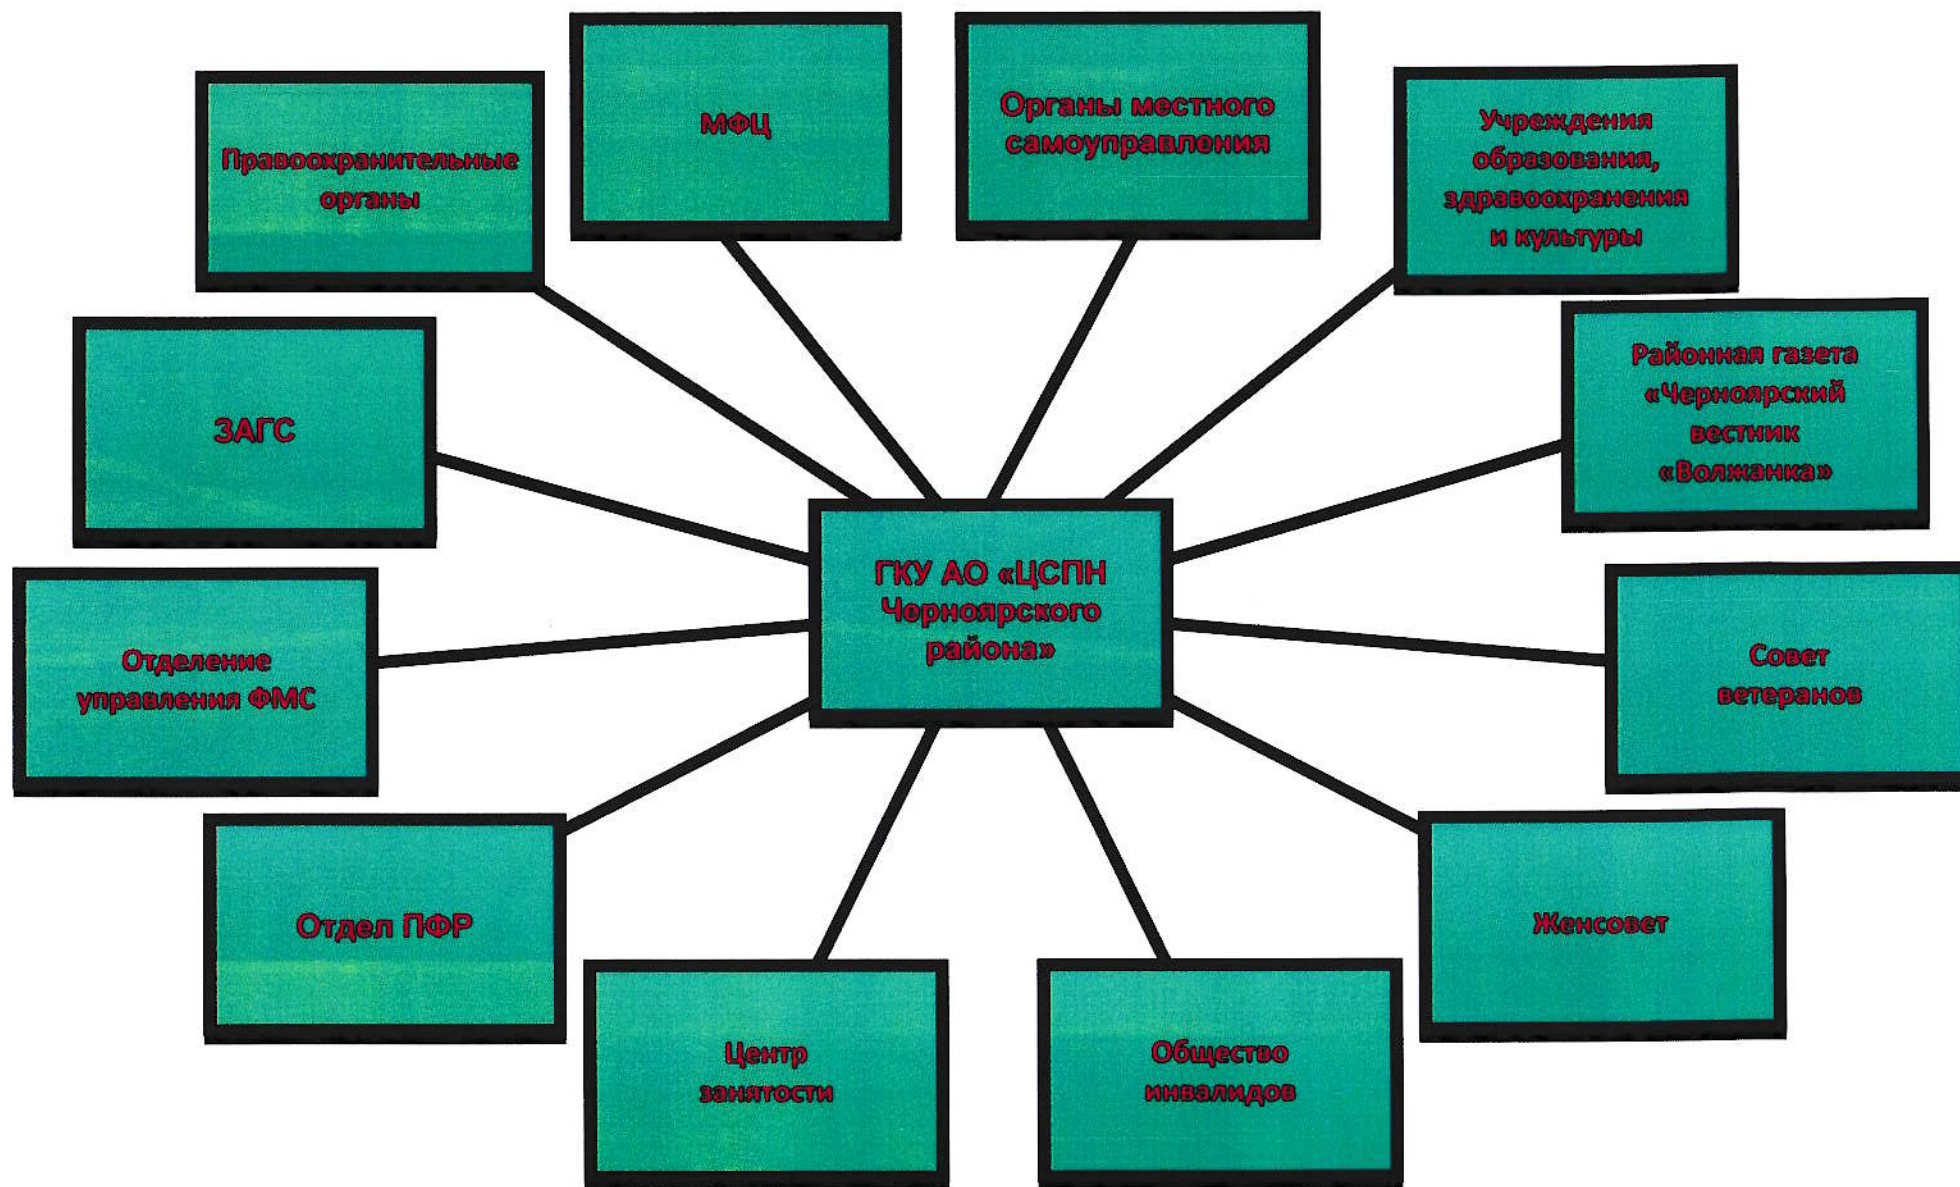 МФЦ
Органы местного
самоуправления
Учреждения
образования,
здравоохранения
и культуры
Правоохранительные
органы
Районная газета
«Черноярский
вестник
«Волжанка»
ЗАГС
ГКУ АО «ЦСПН
Черноярского
района»
Отделение
управления ФМС
Совет
ветеранов
Отдел ПФР
Женсовет
Центр
занятости
Общество
инвалидов